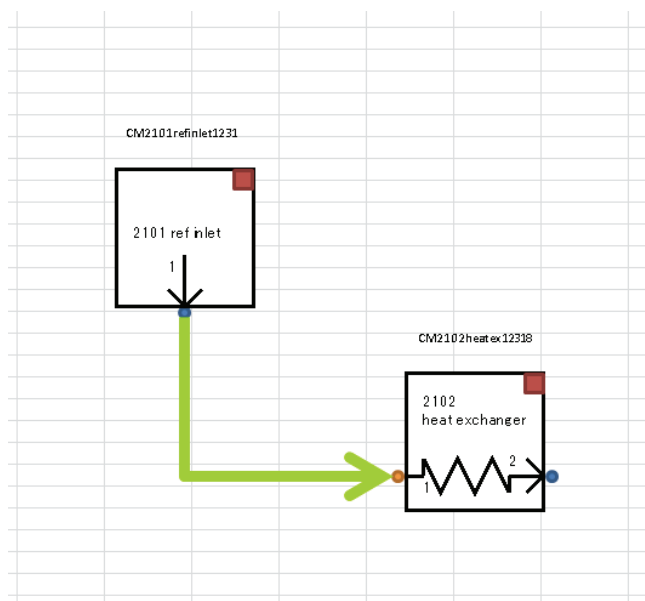 CM2101refinlet1231
2101 ref inlet
1
CM2102heatex12318
2102
heat exchanger
2
1